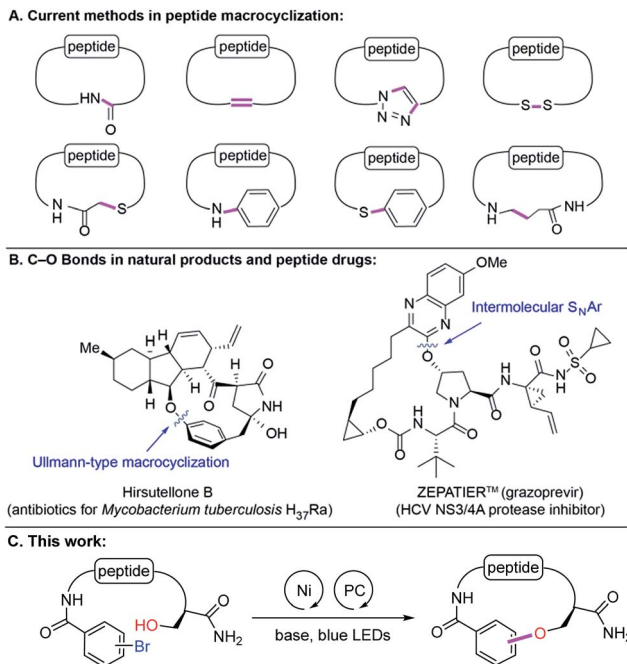 A. Current methods in peptide macrocyclization:
peptide peptide peptide peptide
HN O
N N N
S S
peptide peptide peptide peptide
N H O S
N H
S
N H O NH
B. C–O Bonds in natural products and peptide drugs:
OMe
N
N
Intermolecular SNAr
Me H H
H H H
O O NH
O OH
Ullmann-type macrocyclization
O
O O N H O
N O
H N O
O N H O S O
Hirsutellone B
(antibiotics for Mycobacterium tuberculosis H37Ra)
ZEPATIER™ (grazoprevir)
(HCV NS3/4A protease inhibitor)
C. This work:
peptide
NH
O
HO
Br
O
NH2
Ni PC
base, blue LEDs
peptide
NH
O
O
O
NH2